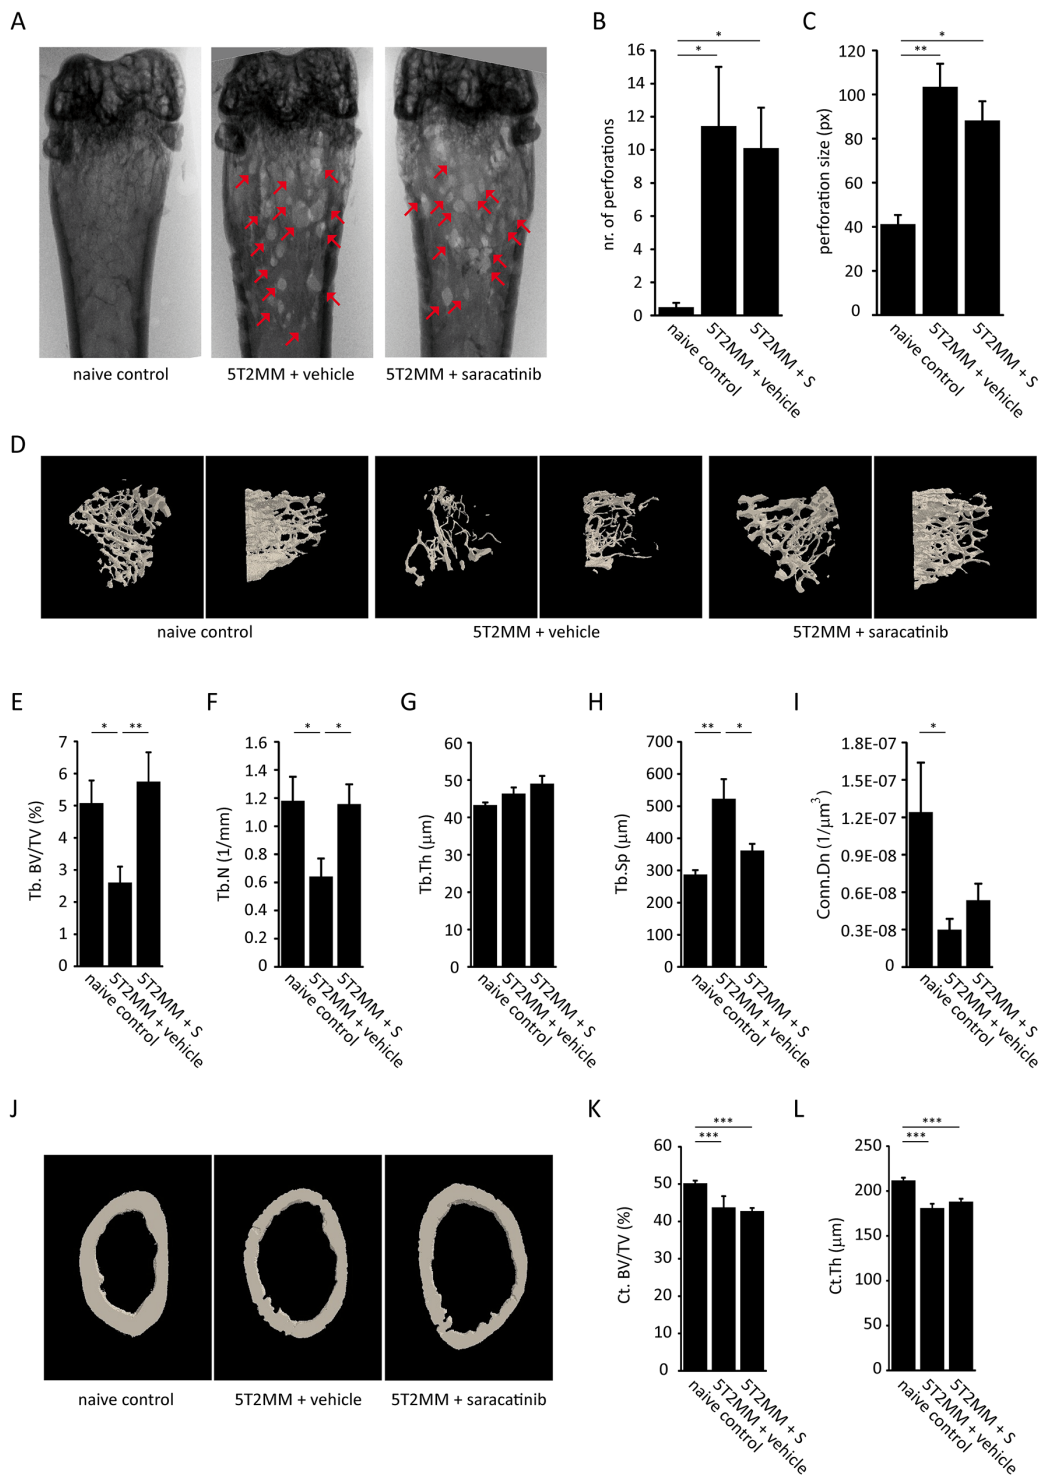 A
naive control
5T2MM + vehicle
5T2MM + saracatinib
B
nr. of perforations
16
14
12
10
8
6
4
2
0
*
*
naive control
5T2MM + vehicle
5T2MM + S
C
perforation size (px)
120
100
80
60
40
20
0
*
**
naive control
5T2MM + vehicle
5T2MM + S
D
naive control
5T2MM + vehicle
5T2MM + saracatinib
E
Tb. BV/TV (%)
7
6
5
4
3
2
1
0
*
**
naive control
5T2MM + vehicle
5T2MM + S
F
Tb.N (1/mm)
1.6
1.4
1.2
1.0
0.8
0.6
0.4
0.2
0
*
*
naive control
5T2MM + vehicle
5T2MM + S
G
Tb.Th (µm)
60
50
40
30
20
10
0
naive control
5T2MM + vehicle
5T2MM + S
H
Tb.Sp (µm)
700
600
500
400
300
200
100
0
**
*
naive control
5T2MM + vehicle
5T2MM + S
I
Conn.Dn (1/µm³)
1.8E-07
1.5E-07
1.2E-07
0.9E-08
0.6E-08
0.3E-08
0
*
naive control
5T2MM + vehicle
5T2MM + S
J
naive control
5T2MM + vehicle
5T2MM + saracatinib
K
Ct. BV/TV (%)
60
50
40
30
20
10
0
***
***
naive control
5T2MM + vehicle
5T2MM + S
L
Ct.Th (µm)
250
200
150
100
50
0
***
***
naive control
5T2MM + vehicle
5T2MM + S